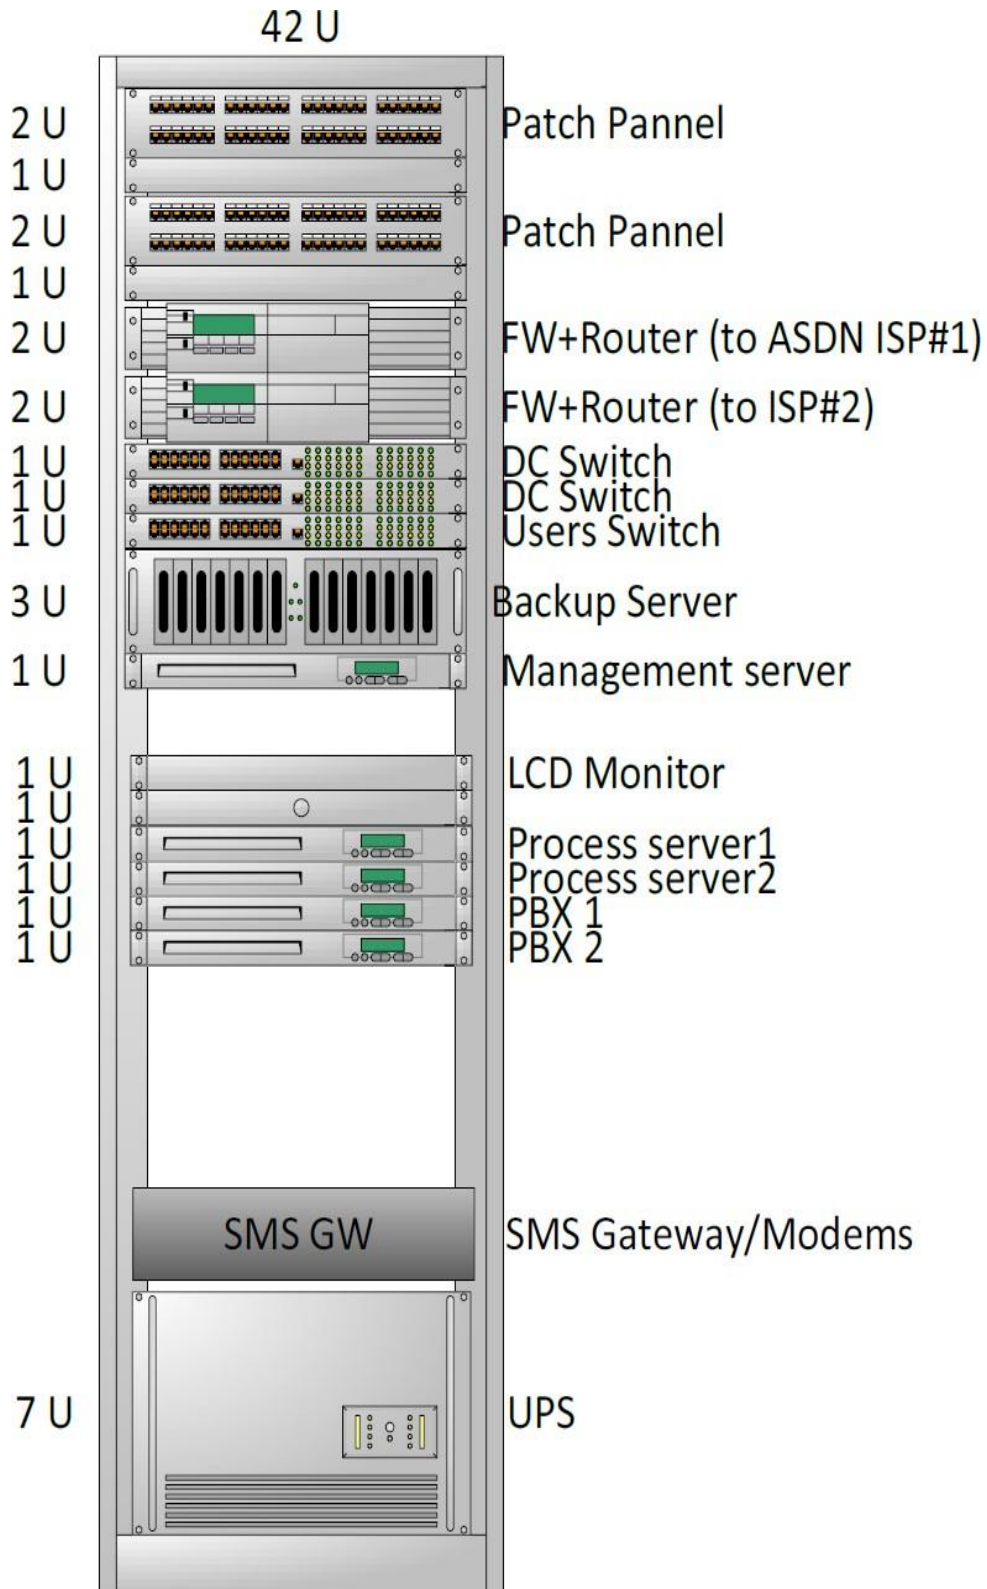 42 U
2 U Patch Pannel
1 U
2 U Patch Pannel
1 U
2 U FW+Router (to ASDN ISP#1)
2 U FW+Router (to ISP#2)
1 U DC Switch
1 U DC Switch
1 U Users Switch
3 U Backup Server
1 U Management server
1 U LCD Monitor
1 U
1 U Process server1
1 U Process server2
1 U PBX 1
1 U PBX 2
SMS GW SMS Gateway/Modems
7 U UPS